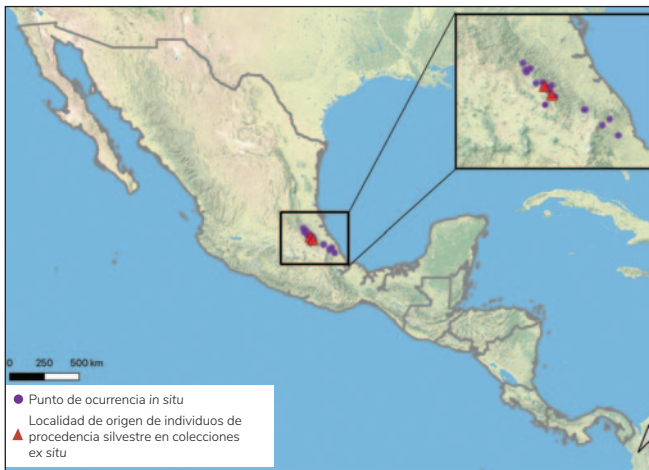 0 250 500 km
Punto de ocurrencia in situ
Localidad de origen de individuos de
procedencia silvestre en colecciones
ex situ